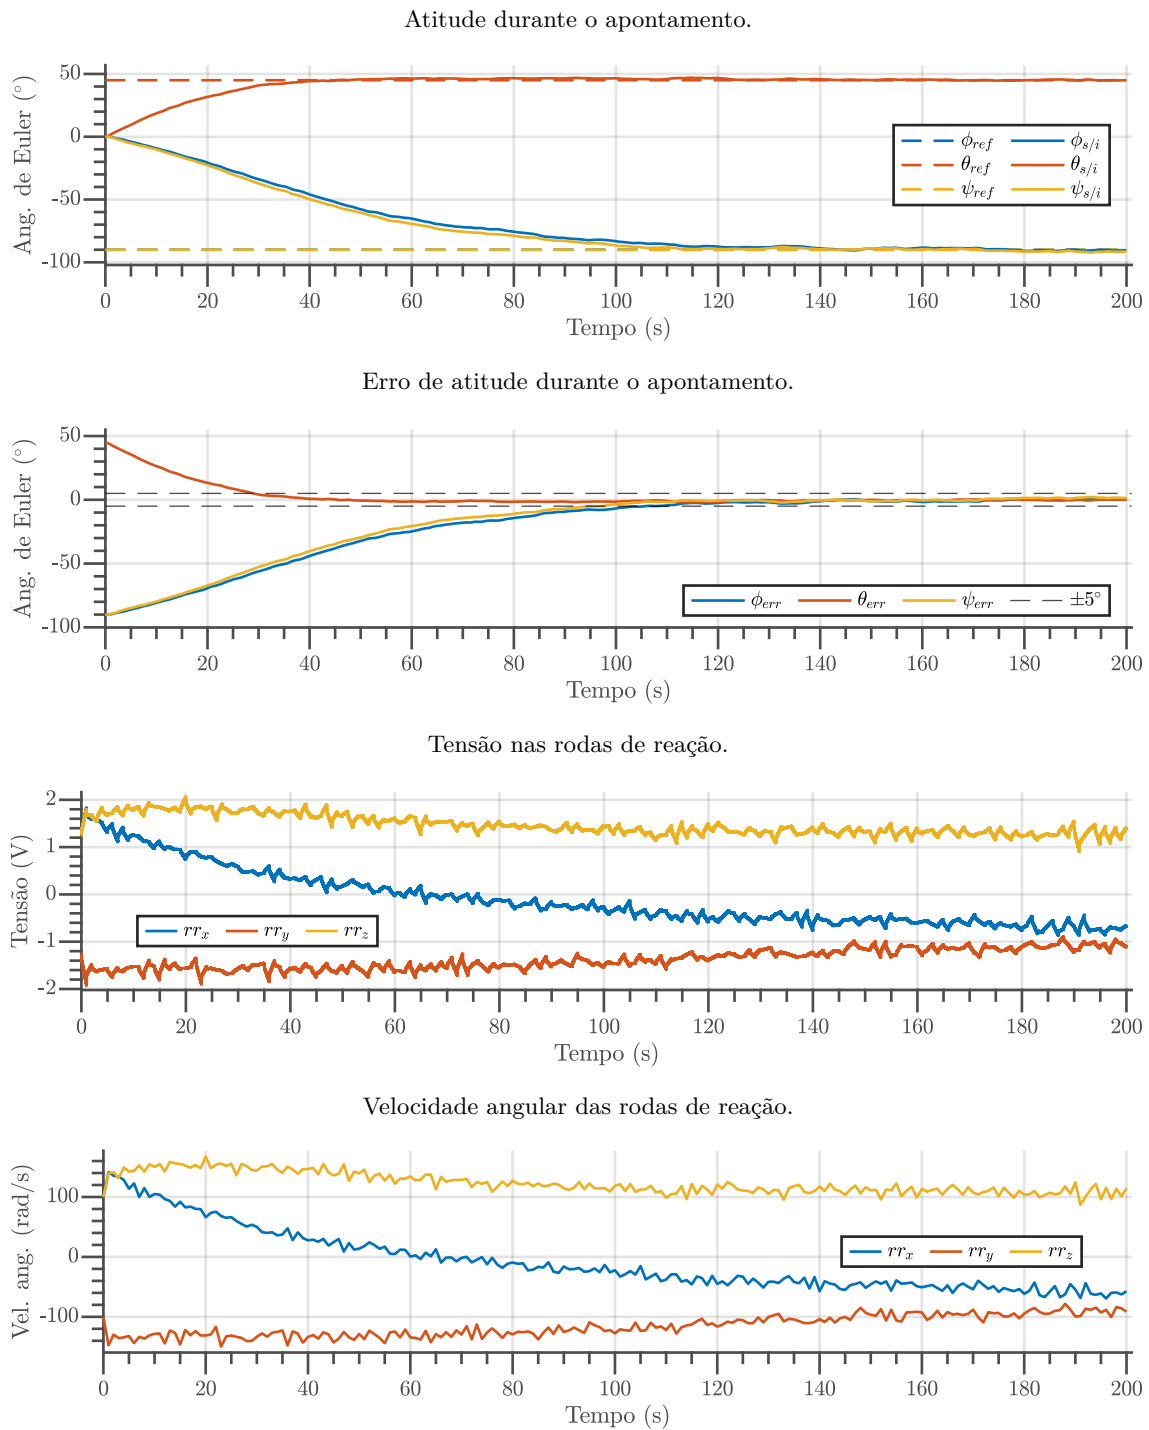 Atitude durante o apontamento.
Ang. de Euler (°)
50
0
-50
-100
ϕref ϕs/i
θref θs/i
ψref ψs/i
0 20 40 60 80 100 120 140 160 180 200
Tempo (s)
Erro de atitude durante o apontamento.
Ang. de Euler (°)
50
0
-50
-100
ϕerr θerr ψerr ±5°
0 20 40 60 80 100 120 140 160 180 200
Tempo (s)
Tensão nas rodas de reação.
Tensão (V)
2
1
0
-1
-2
rrx rry rrz
0 20 40 60 80 100 120 140 160 180 200
Tempo (s)
Velocidade angular das rodas de reação.
Vel. ang. (rad/s)
100
0
-100
rrx rry rrz
0 20 40 60 80 100 120 140 160 180 200
Tempo (s)